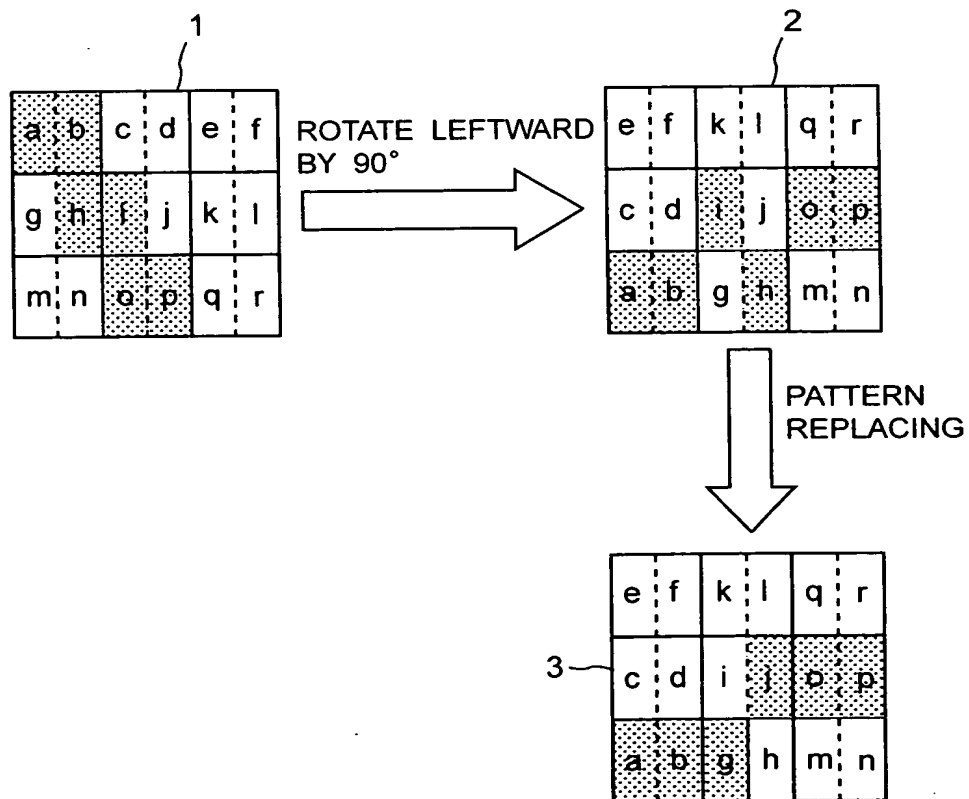 1
2
a b c d e f
g h i j k l
m n o p q r
ROTATE LEFTWARD
BY 90°
e f k l q r
c d i j o p
a b g h m n
PATTERN
REPLACING
3
e f k l q r
c d i j o p
a b g h m n